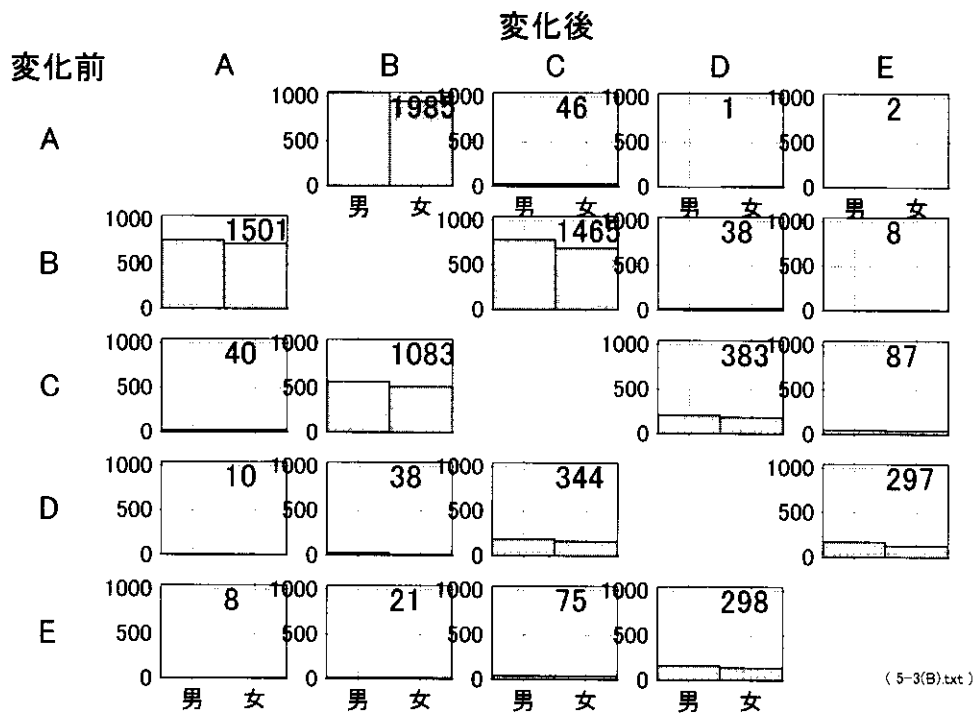 変化後
変化前 A B C D E
A
1000 500 0 1985 男 女
1000 500 0 46
1000 500 0 1 男 女
1000 500 0 2 男 女
B
1000 500 0 1501
1000 500 0 1465
1000 500 0 38
1000 500 0 8
C
1000 500 0 40
1000 500 0 1083
1000 500 0 383
1000 500 0 87
D
1000 500 0 10
1000 500 0 38
1000 500 0 344
1000 500 0 297
E
1000 500 0 8 男 女
1000 500 0 21 男 女
1000 500 0 75 男 女
1000 500 0 298 男 女
( 5-3(B).txt )